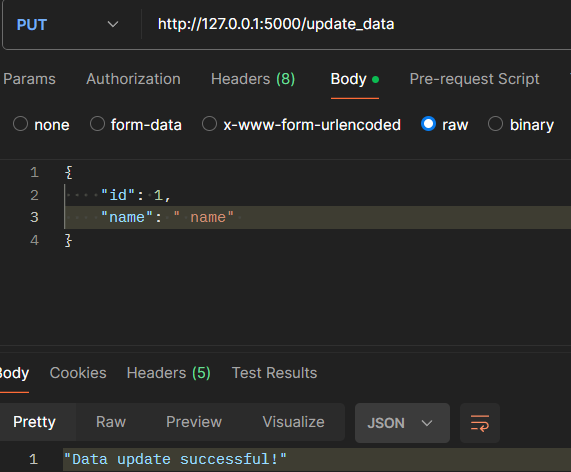 PUT http://127.0.0.1:5000/update_data
Params Authorization Headers (8) Body Pre-request Script
none form-data x-www-form-urlencoded raw binary
1 {
2 "id": 1,
3 "name": " name"
4 }
Body Cookies Headers (5) Test Results
Pretty Raw Preview Visualize JSON
1 "Data update successful!"